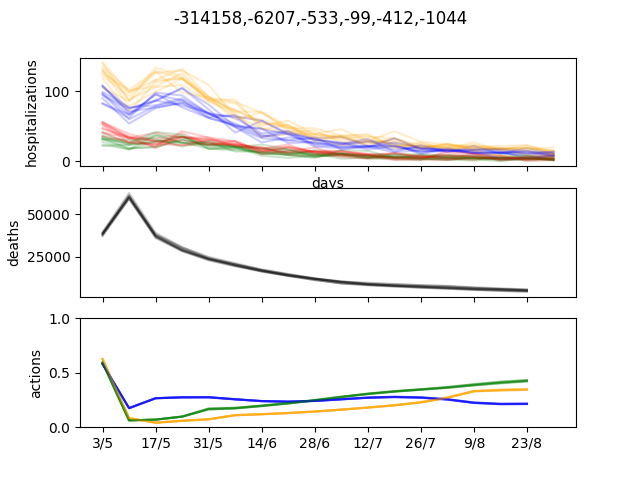 -314158,-6207,-533,-99,-412,-1044
hospitalizations
100
0
days
deaths
50000
25000
actions
1.0
0.5
0.0
3/5 17/5 31/5 14/6 28/6 12/7 26/7 9/8 23/8